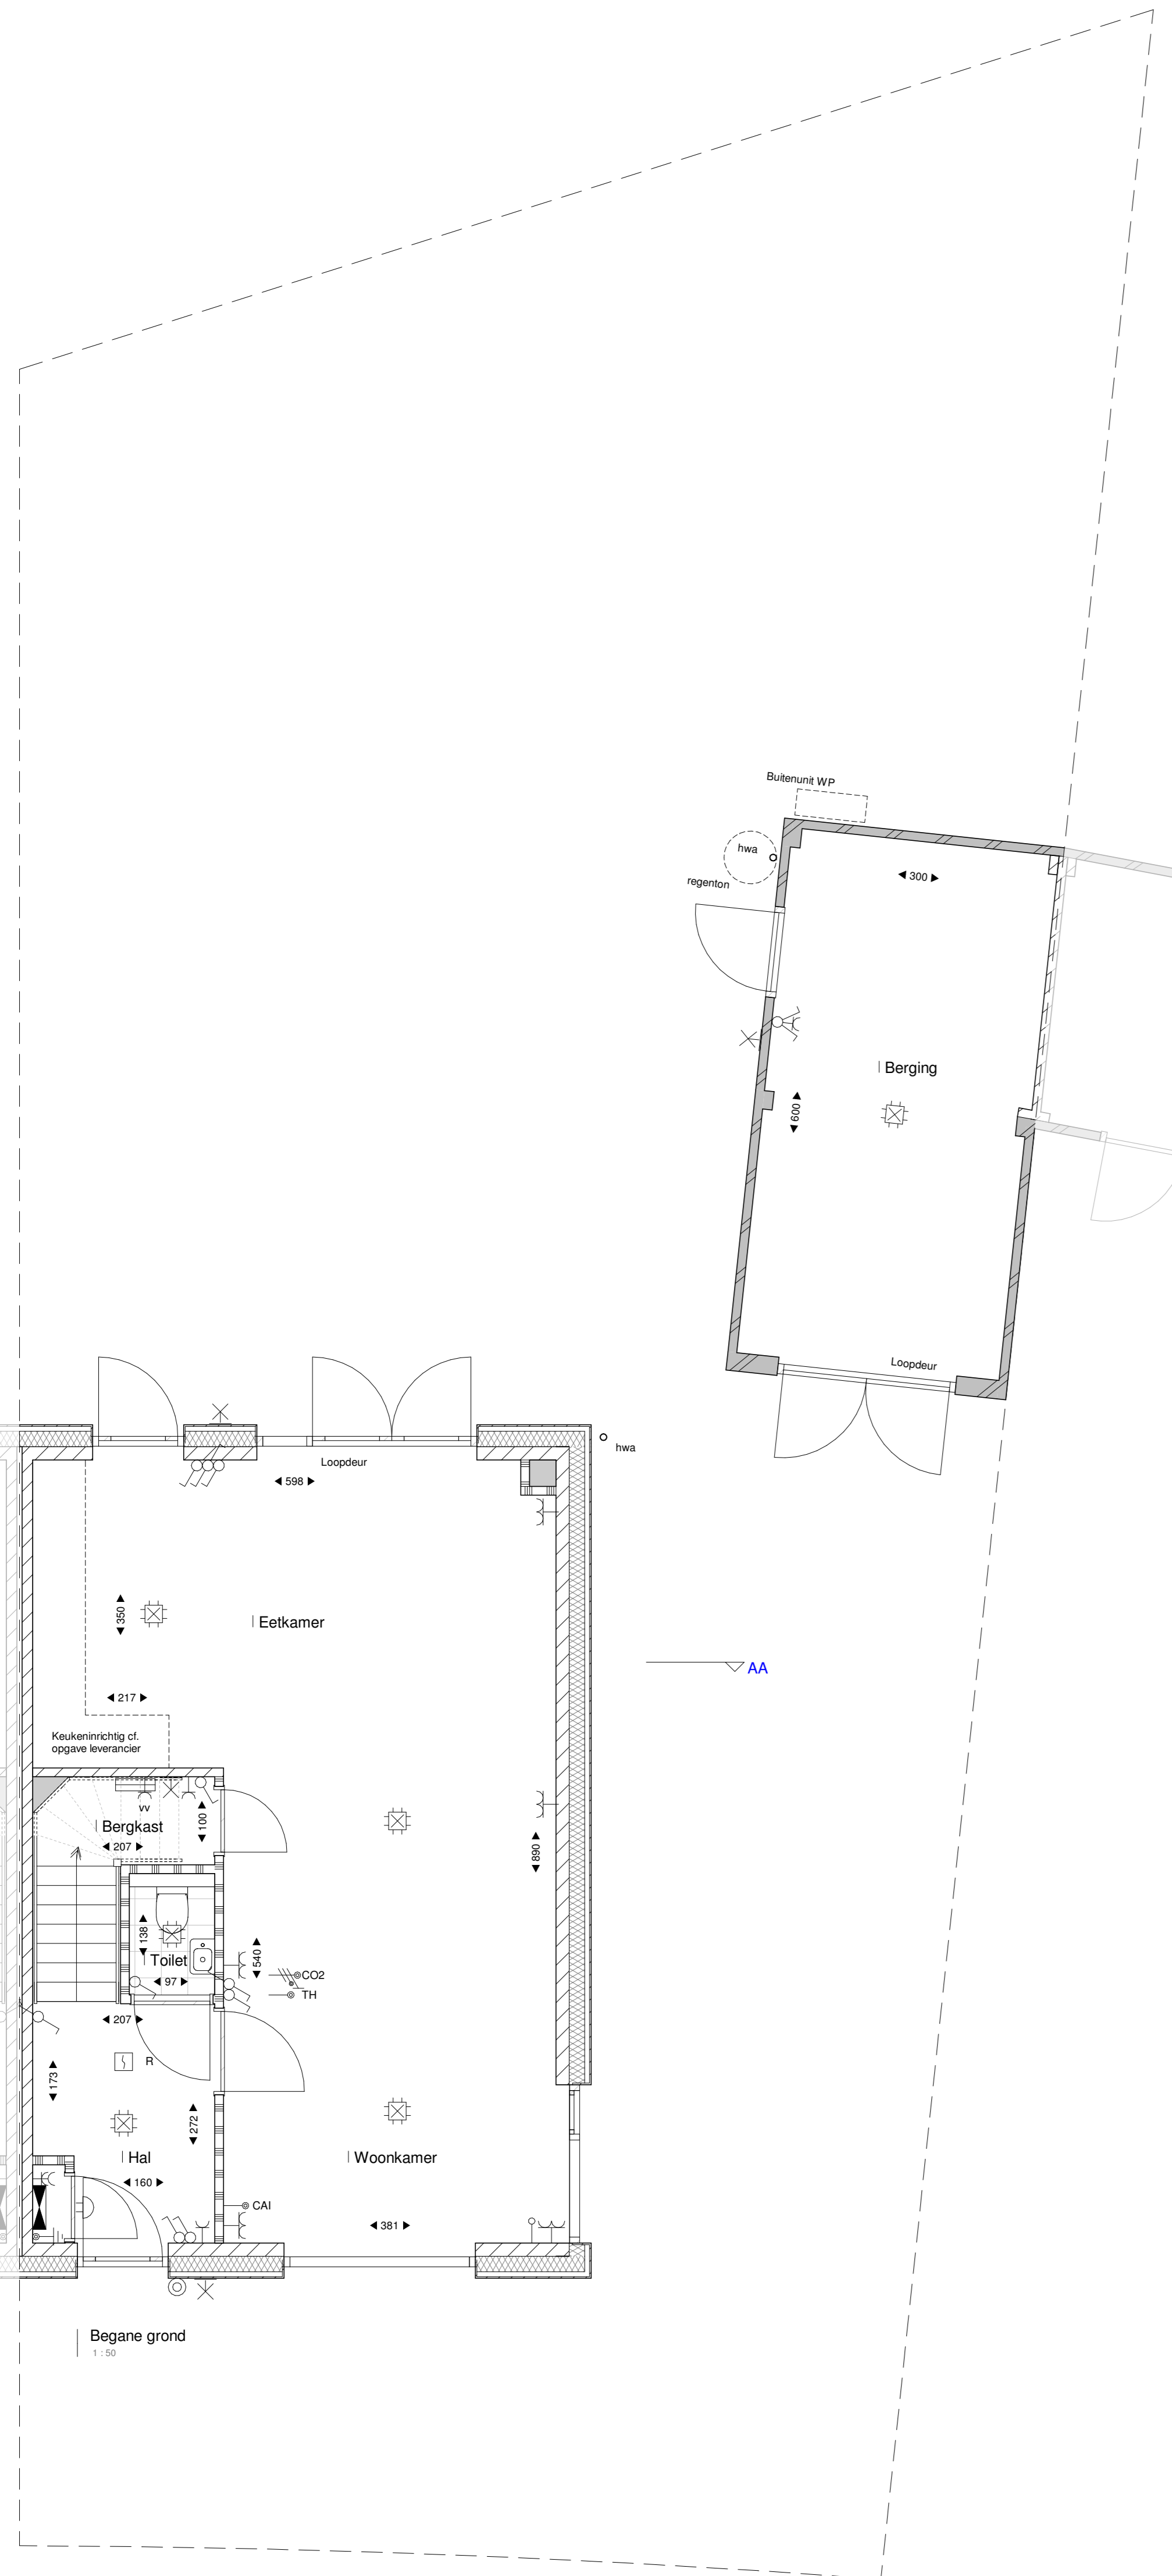 Buitenunit WP
hwa
regenton
300
Berging
600
Loopdeur
hwa
Loopdeur
598
350
Eetkamer
AA
217
Keukeninrichtig cf.
opgave leverancier
vv
100
Bergkast
207
890
138
Toilet
540
CO2
97
TH
207
R
173
272
Hal
Woonkamer
160
CAI
381
Begane grond
1 : 50